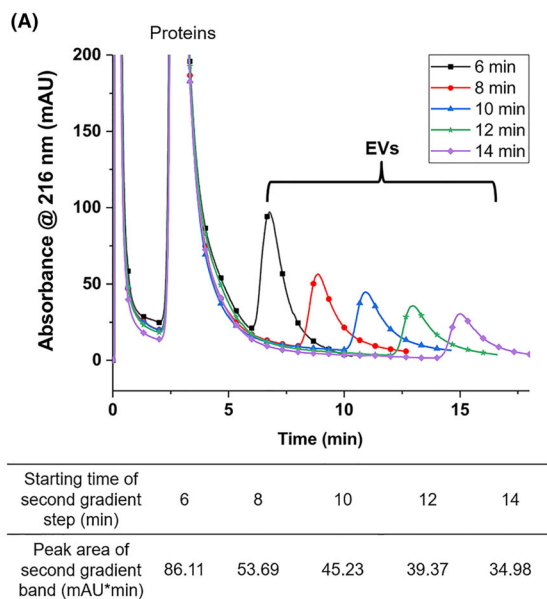 (A)
Proteins
200
150
100
50
0
Absorbance @ 216 nm (mAU)
6 min
8 min
10 min
12 min
14 min
EVs
0 5 10 15
Time (min)
Starting time of
second gradient
step (min)
6 8 10 12 14
Peak area of
second gradient
band (mAU*min)
86.11 53.69 45.23 39.37 34.98